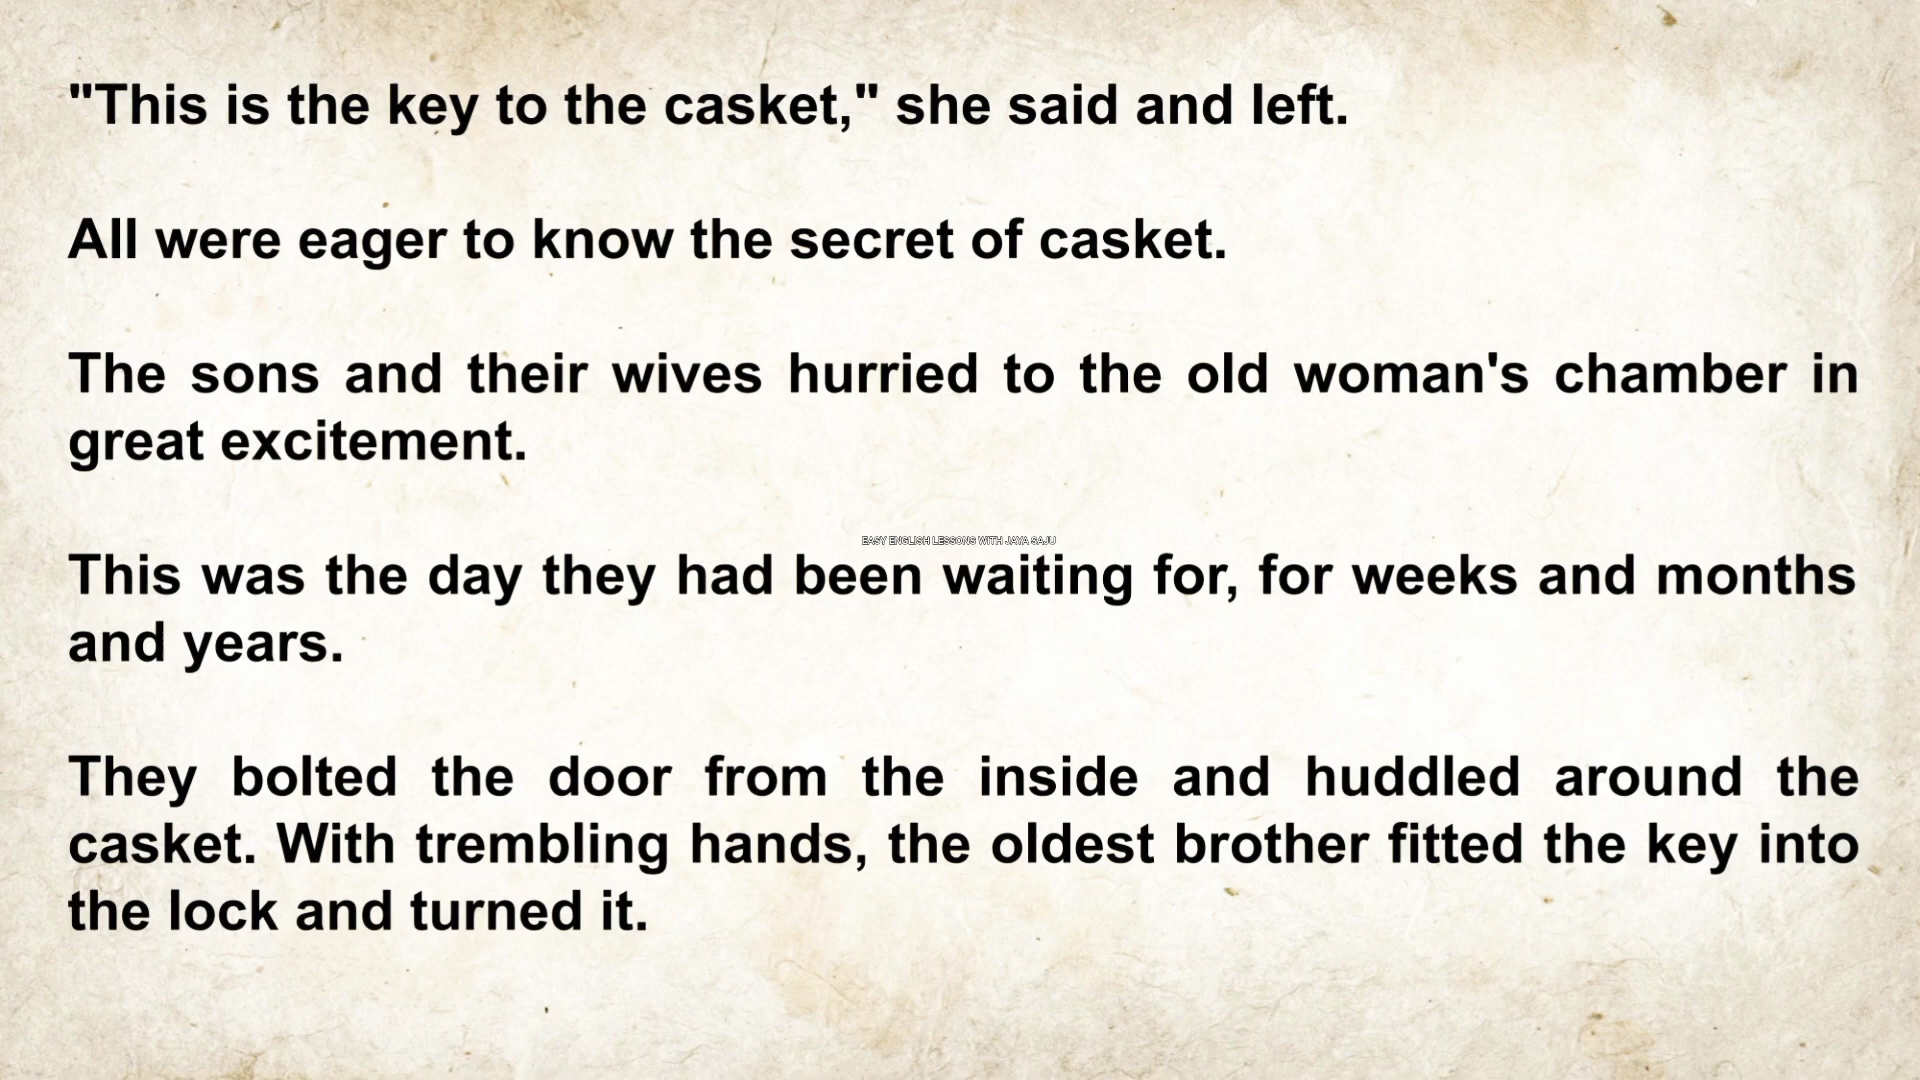 "This is the key to the casket," she said and left.
All were eager to know the secret of casket.
The sons and their wives hurried to the old woman's chamber in
great excitement.
EASY ENGLISH LESSONS WITH JAYA SAJU
This was the day they had been waiting for, for weeks and months
and years.
They bolted the door from the inside and huddled around the
casket. With trembling hands, the oldest brother fitted the key into
the lock and turned it.